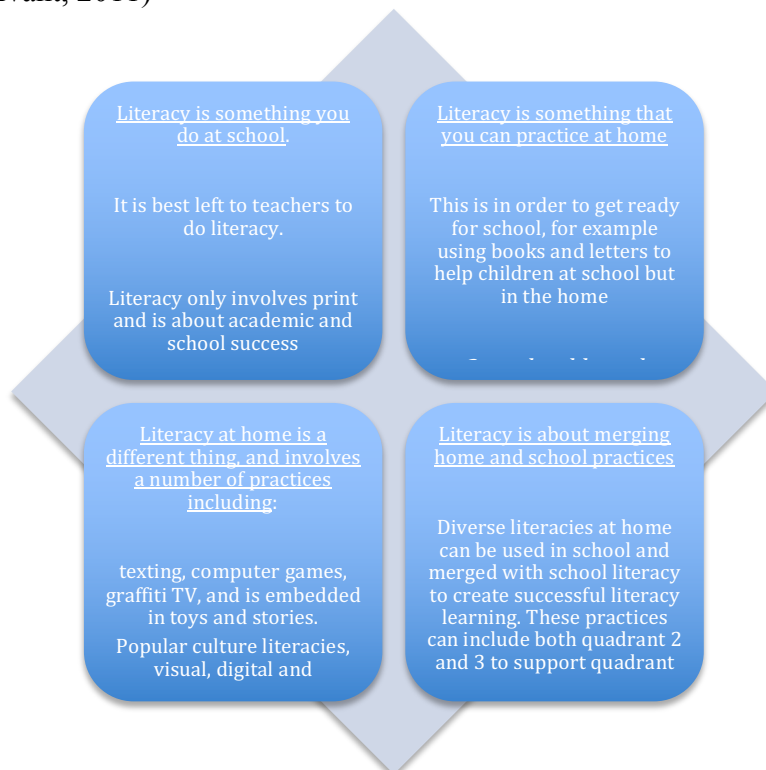 2011)
Literacy is something you
do at school.
It is best left to teachers to
do literacy.
Literacy only involves print
and is about academic and
school success
Literacy is something that
you can practice at home
This is in order to get ready
for school, for example
using books and letters to
help children at school but
in the home
Literacy at home is a
different thing, and involves
a number of practices
including:
texting, computer games,
graffiti TV, and is embedded
in toys and stories.
Popular culture literacies,
visual, digital and
Literacy is about merging
home and school practices
Diverse literacies at home
can be used in school and
merged with school literacy
to create successful literacy
learning. These practices
can include both quadrant 2
and 3 to support quadrant